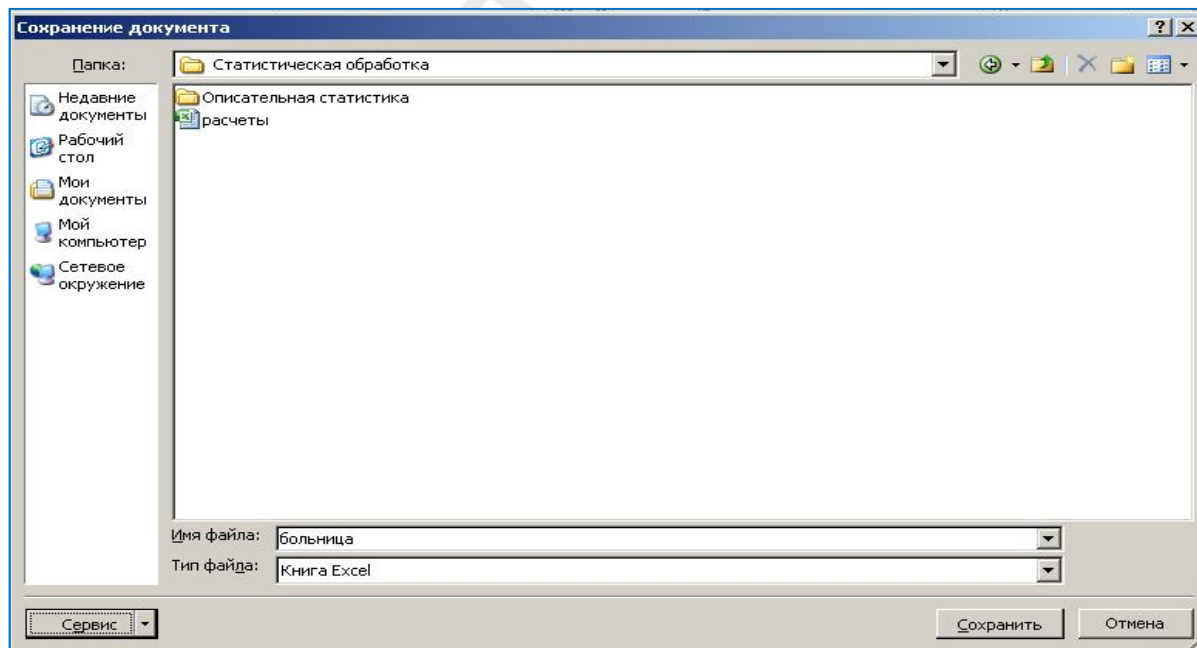 Сохранение документа
Папка:
Статистическая обработка
Недавние
документы
Рабочий
стол
Мои
документы
Мой
компьютер
Сетевое
окружение
Описательная статистика
расчеты
Имя файла:
больница
Тип файла:
Книга Excel
Сервис
Сохранить
Отмена